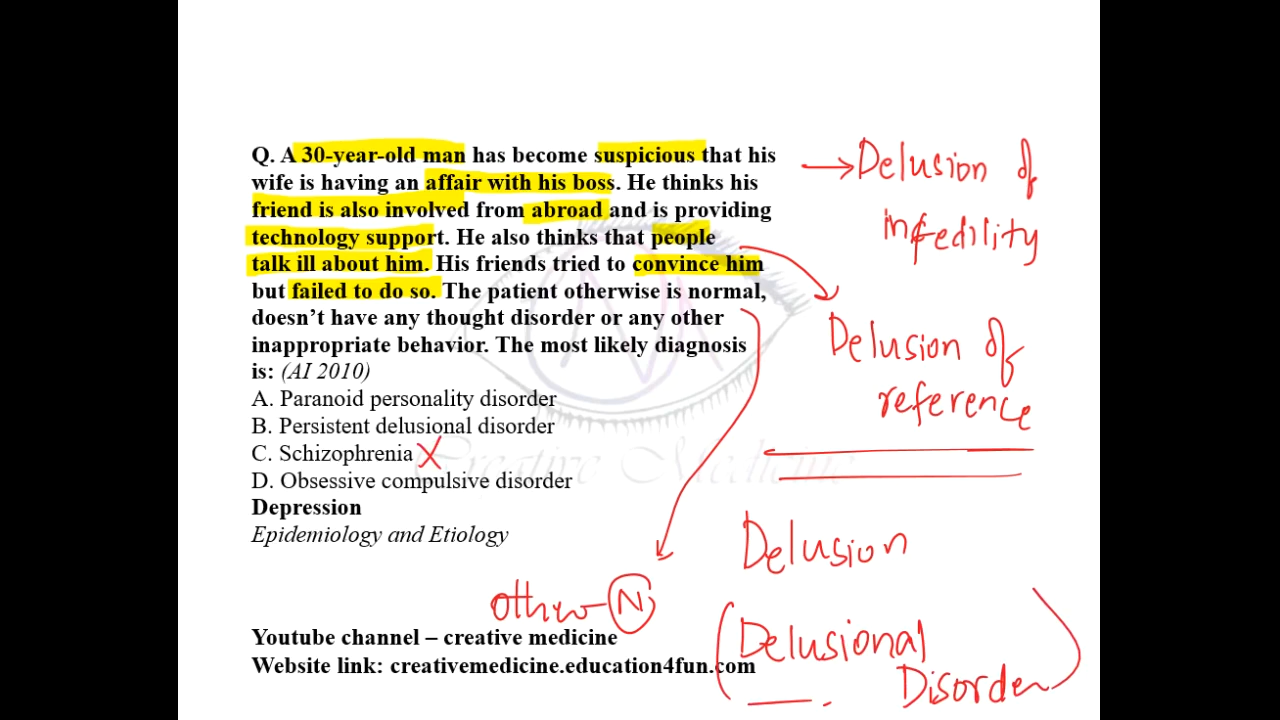 Q. A 30-year-old man has become suspicious that his
wife is having an affair with his boss. He thinks his
friend is also involved from abroad and is providing
technology support. He also thinks that people
talk ill about him. His friends tried to convince him
but failed to do so. The patient otherwise is normal,
doesn’t have any thought disorder or any other
inappropriate behavior. The most likely diagnosis
is: (AI 2010)
A. Paranoid personality disorder
B. Persistent delusional disorder
C. Schizophrenia
D. Obsessive compulsive disorder
Depression
Epidemiology and Etiology
Youtube channel – creative medicine
Website link: creativemedicine.education4fun.com
Delusion of
infedility
Delusion of
reference
Delusion
(Delusional
Disorder)
other N
Creative Medicine